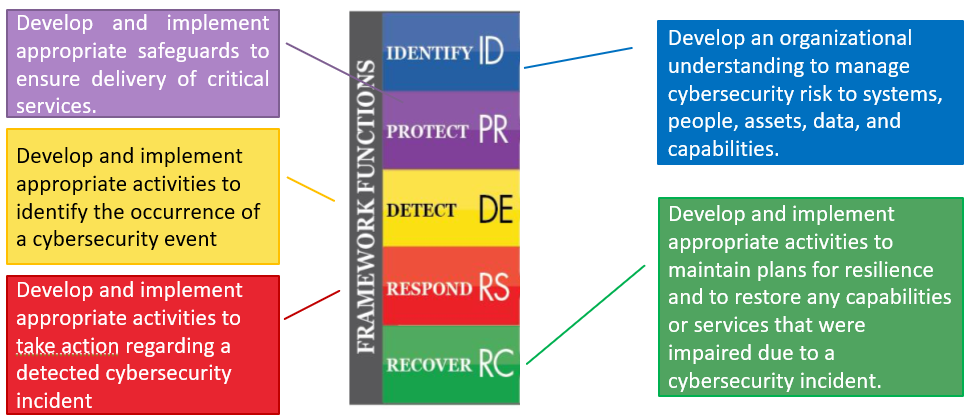 Develop and implement
appropriate safeguards to
ensure delivery of critical
services.
Develop and implement
appropriate activities to
identify the occurrence of
a cybersecurity event
Develop and implement
appropriate activities to
take action regarding a
detected cybersecurity
incident
FRAMEWORK FUNCTIONS
IDENTIFY ID
PROTECT PR
DETECT DE
RESPOND RS
RECOVER RC
Develop an organizational
understanding to manage
cybersecurity risk to systems,
people, assets, data, and
capabilities.
Develop and implement
appropriate activities to
maintain plans for resilience
and to restore any capabilities
or services that were
impaired due to a
cybersecurity incident.